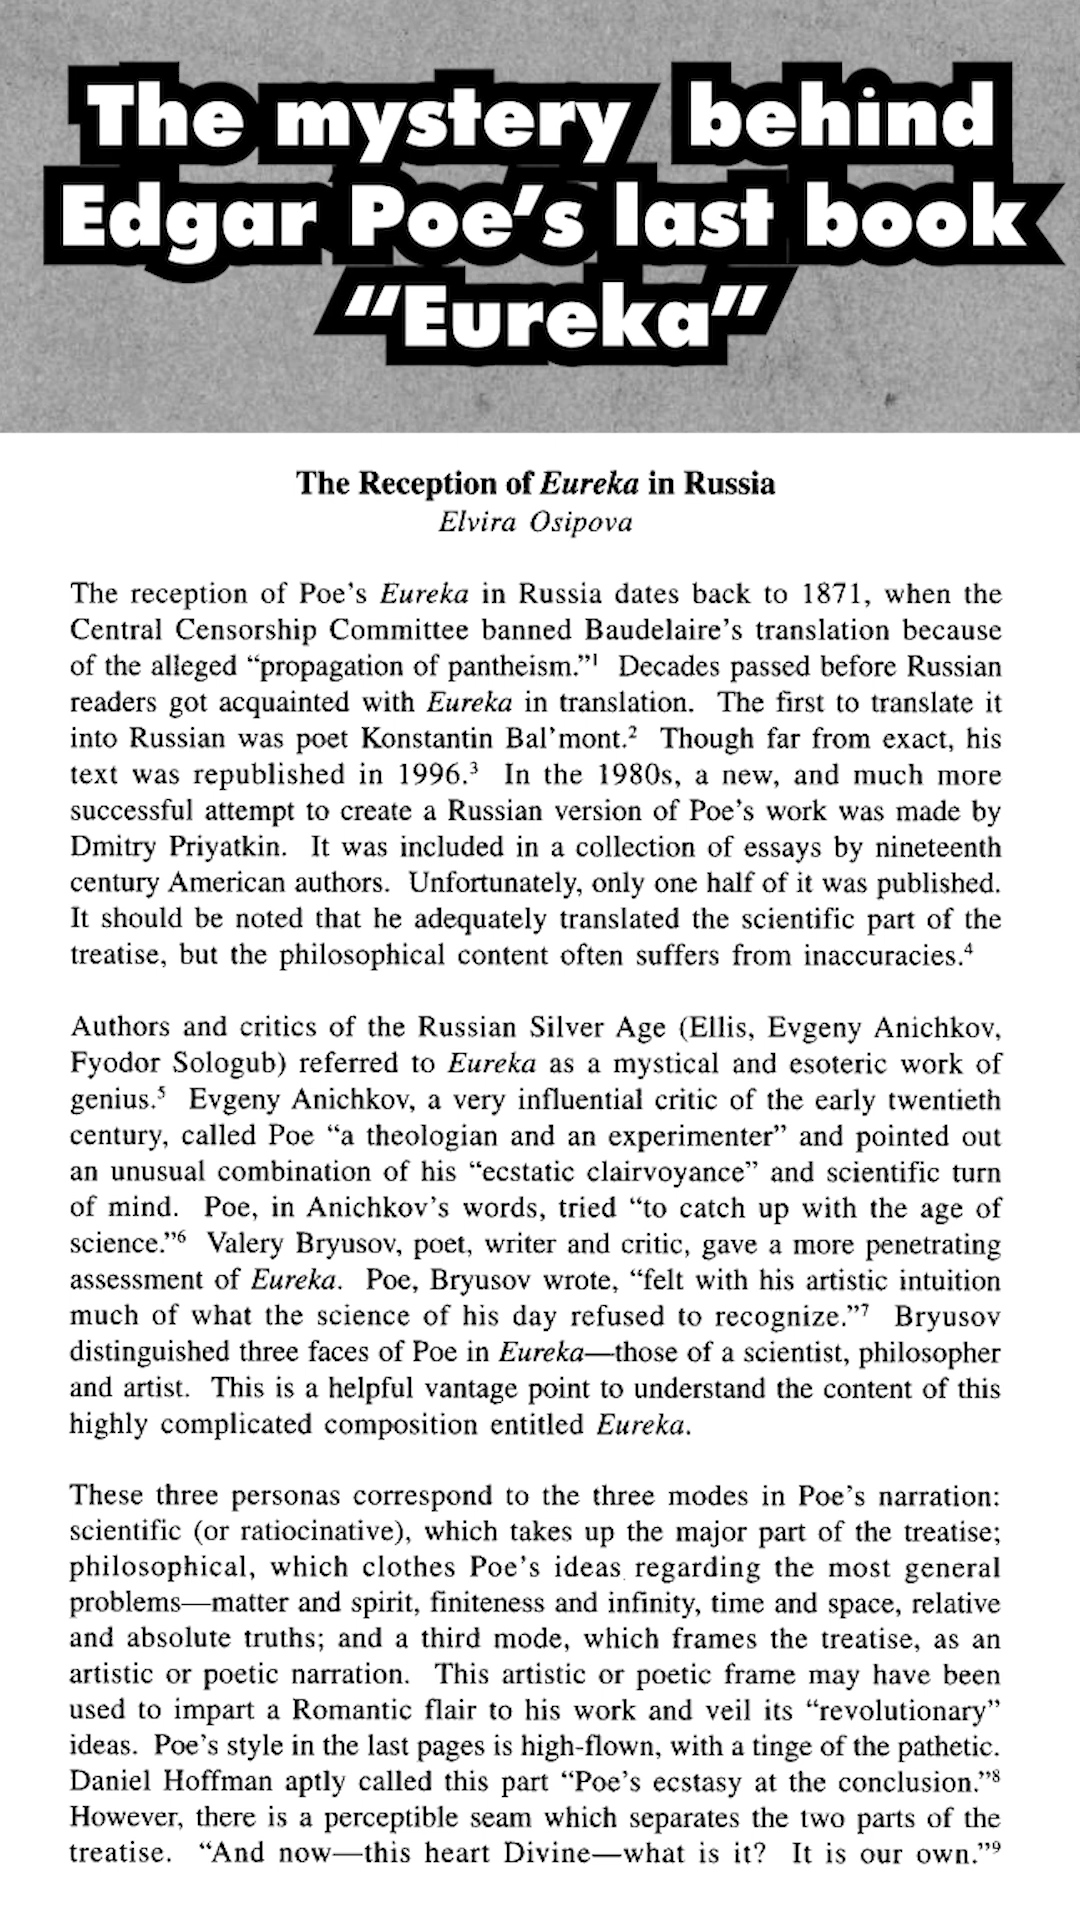 The mystery behind
Edgar Poe's last book
"Eureka"
The Reception of Eureka in Russia
Elvira Osipova
The reception of Poe's Eureka in Russia dates back to 1871, when the
Central Censorship Committee banned Baudelaire's translation because
of the alleged "propagation of pantheism."1 Decades passed before Russian
readers got acquainted with Eureka in translation. The first to translate it
into Russian was poet Konstantin Bal'mont.2 Though far from exact, his
text was republished in 1996.3 In the 1980s, a new, and much more
successful attempt to create a Russian version of Poe's work was made by
Dmitry Priyatkin. It was included in a collection of essays by nineteenth
century American authors. Unfortunately, only one half of it was published.
It should be noted that he adequately translated the scientific part of the
treatise, but the philosophical content often suffers from inaccuracies.4
Authors and critics of the Russian Silver Age (Ellis, Evgeny Anichkov,
Fyodor Sologub) referred to Eureka as a mystical and esoteric work of
genius.5 Evgeny Anichkov, a very influential critic of the early twentieth
century, called Poe "a theologian and an experimenter" and pointed out
an unusual combination of his "ecstatic clairvoyance" and scientific turn
of mind. Poe, in Anichkov's words, tried "to catch up with the age of
science."6 Valery Bryusov, poet, writer and critic, gave a more penetrating
assessment of Eureka. Poe, Bryusov wrote, "felt with his artistic intuition
much of what the science of his day refused to recognize."7 Bryusov
distinguished three faces of Poe in Eureka—those of a scientist, philosopher
and artist. This is a helpful vantage point to understand the content of this
highly complicated composition entitled Eureka.
These three personas correspond to the three modes in Poe's narration:
scientific (or ratiocinative), which takes up the major part of the treatise;
philosophical, which clothes Poe's ideas regarding the most general
problems—matter and spirit, finiteness and infinity, time and space, relative
and absolute truths; and a third mode, which frames the treatise, as an
artistic or poetic narration. This artistic or poetic frame may have been
used to impart a Romantic flair to his work and veil its "revolutionary"
ideas. Poe's style in the last pages is high-flown, with a tinge of the pathetic.
Daniel Hoffman aptly called this part "Poe's ecstasy at the conclusion."8
However, there is a perceptible seam which separates the two parts of the
treatise. "And now—this heart Divine—what is it? It is our own."9